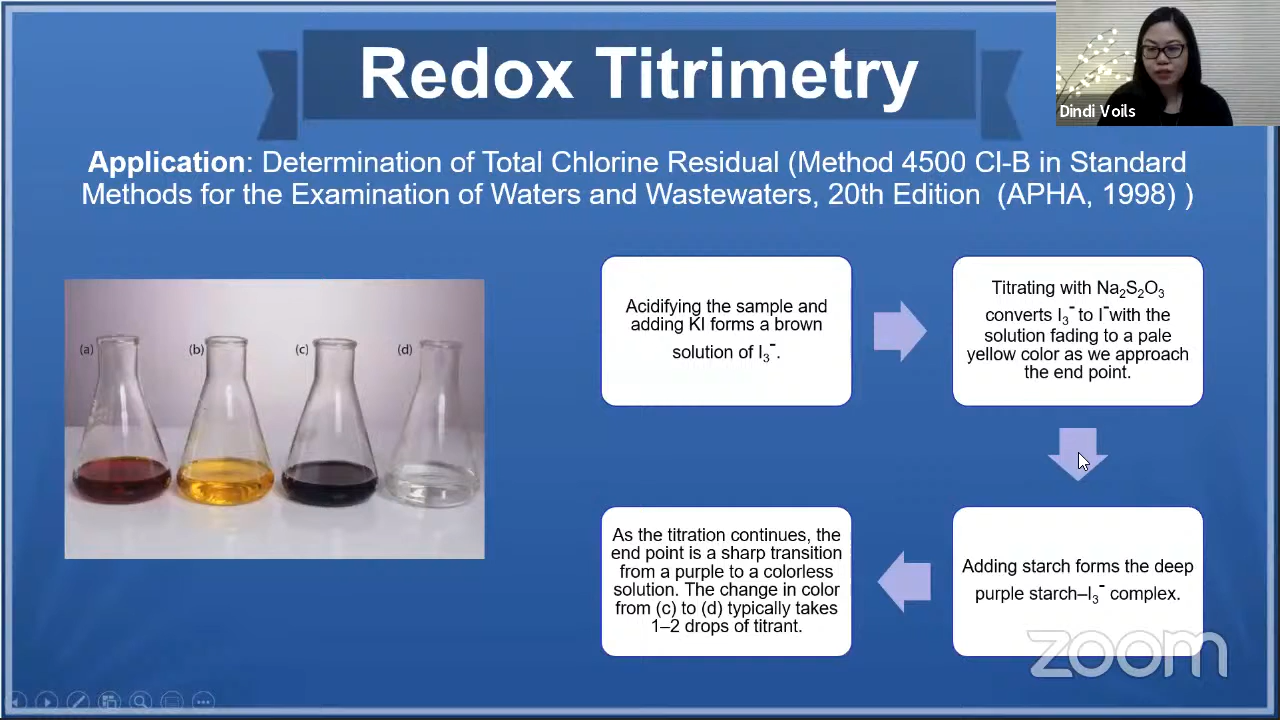 Redox Titrimetry
Dindi Voils
Application: Determination of Total Chlorine Residual (Method 4500 Cl-B in Standard
Methods for the Examination of Waters and Wastewaters, 20th Edition (APHA, 1998) )
(a)
(b)
(c)
(d)
Acidifying the sample and
adding KI forms a brown
solution of I₃⁻.
Titrating with Na₂S₂O₃
converts I₃⁻ to I⁻with the
solution fading to a pale
yellow color as we approach
the end point.
Adding starch forms the deep
purple starch–I₃⁻ complex.
As the titration continues, the
end point is a sharp transition
from a purple to a colorless
solution. The change in color
from (c) to (d) typically takes
1–2 drops of titrant.
zoom